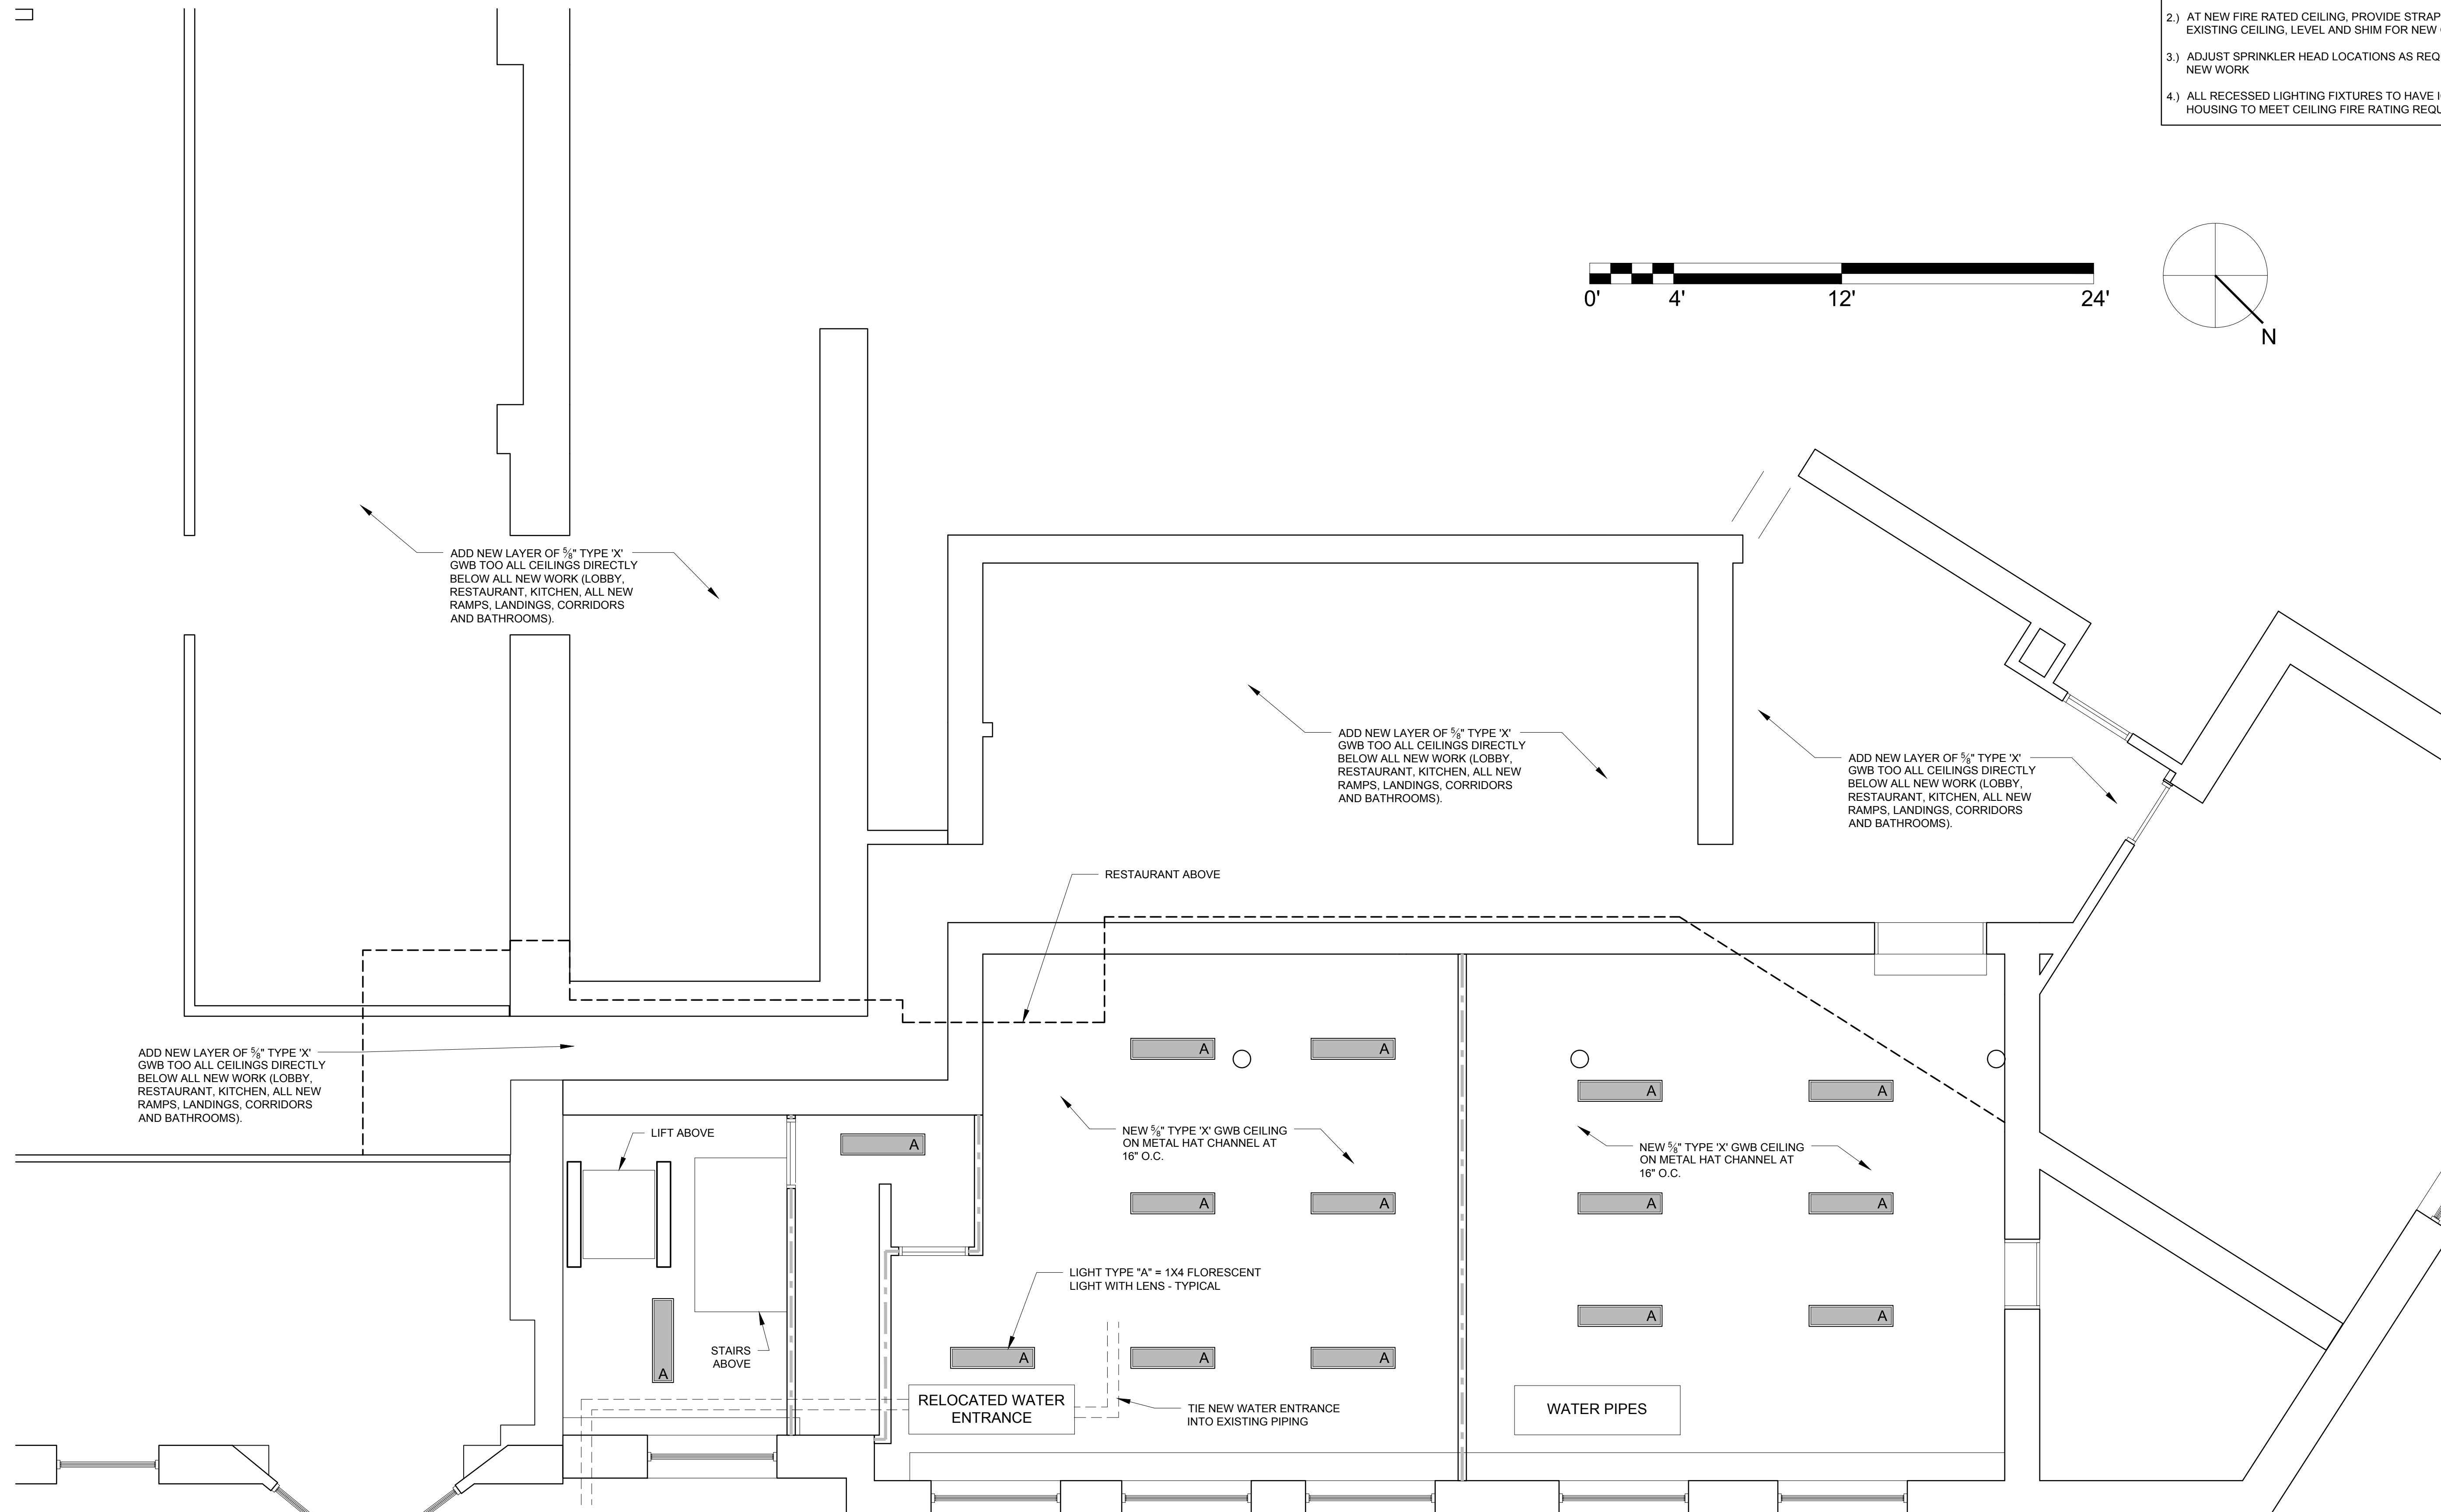 2.) AT NEW FIRE RATED CEILING, PROVIDE STRAP
EXISTING CEILING, LEVEL AND SHIM FOR NEW
3.) ADJUST SPRINKLER HEAD LOCATIONS AS REQ
NEW WORK
4.) ALL RECESSED LIGHTING FIXTURES TO HAVE
HOUSING TO MEET CEILING FIRE RATING REQU
0' 4' 12' 24'
N
ADD NEW LAYER OF 5/8" TYPE 'X'
GWB TOO ALL CEILINGS DIRECTLY
BELOW ALL NEW WORK (LOBBY,
RESTAURANT, KITCHEN, ALL NEW
RAMPS, LANDINGS, CORRIDORS
AND BATHROOMS).
ADD NEW LAYER OF 5/8" TYPE 'X'
GWB TOO ALL CEILINGS DIRECTLY
BELOW ALL NEW WORK (LOBBY,
RESTAURANT, KITCHEN, ALL NEW
RAMPS, LANDINGS, CORRIDORS
AND BATHROOMS).
ADD NEW LAYER OF 5/8" TYPE 'X'
GWB TOO ALL CEILINGS DIRECTLY
BELOW ALL NEW WORK (LOBBY,
RESTAURANT, KITCHEN, ALL NEW
RAMPS, LANDINGS, CORRIDORS
AND BATHROOMS).
RESTAURANT ABOVE
ADD NEW LAYER OF 5/8" TYPE 'X'
GWB TOO ALL CEILINGS DIRECTLY
BELOW ALL NEW WORK (LOBBY,
RESTAURANT, KITCHEN, ALL NEW
RAMPS, LANDINGS, CORRIDORS
AND BATHROOMS).
A A
A A
LIFT ABOVE
A
NEW 5/8" TYPE 'X' GWB CEILING
ON METAL HAT CHANNEL AT
16" O.C.
NEW 5/8" TYPE 'X' GWB CEILING
ON METAL HAT CHANNEL AT
16" O.C.
A A A A
LIGHT TYPE "A" = 1X4 FLORESCENT
LIGHT WITH LENS - TYPICAL
A A
STAIRS
ABOVE
A A A
A
RELOCATED WATER
ENTRANCE
TIE NEW WATER ENTRANCE
INTO EXISTING PIPING
WATER PIPES